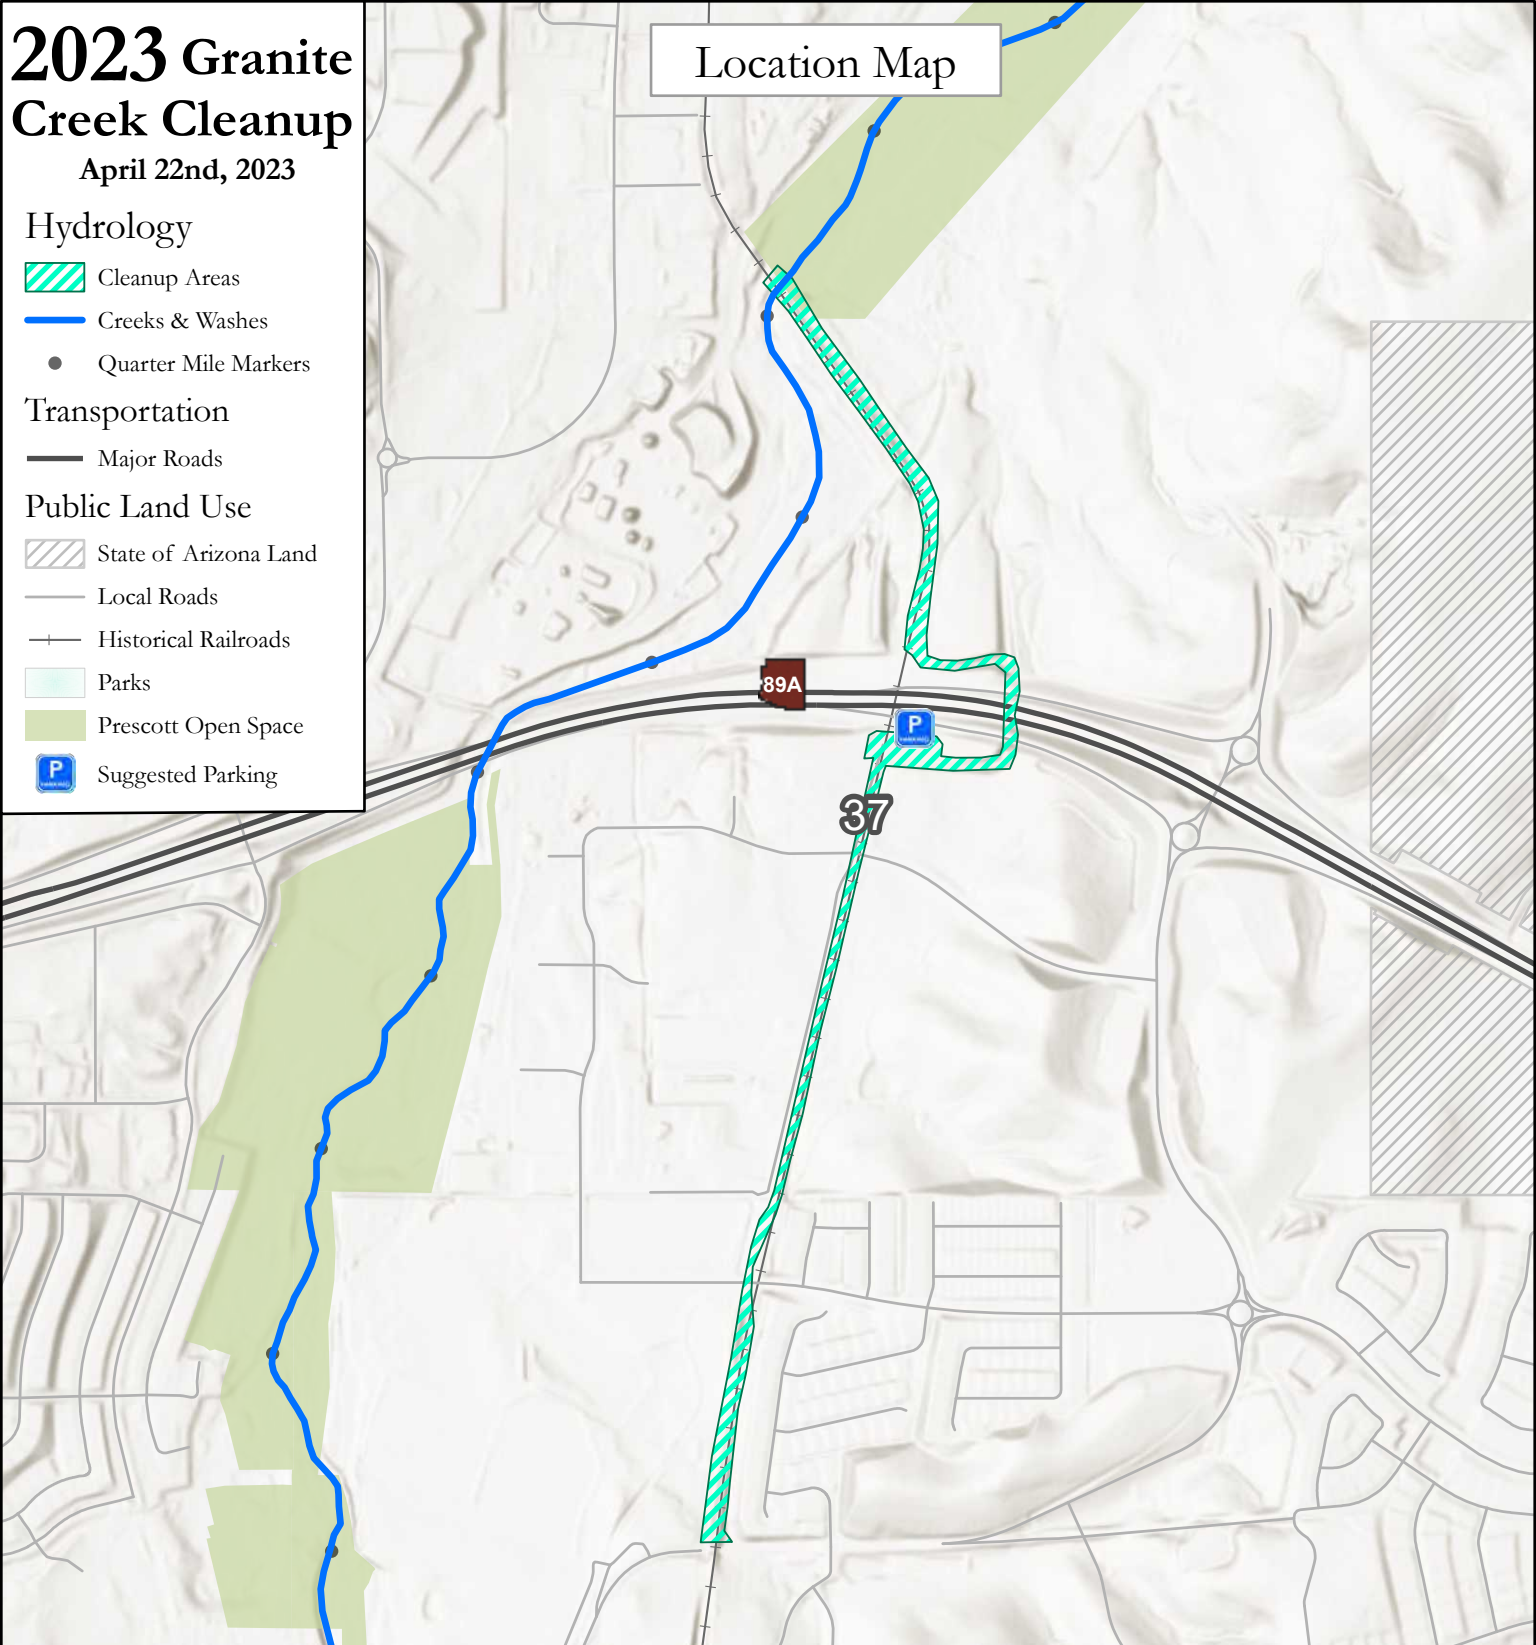 2023 Granite
Creek Cleanup
April 22nd, 2023
Hydrology
Cleanup Areas
Creeks & Washes
Quarter Mile Markers
Transportation
Major Roads
Public Land Use
State of Arizona Land
Local Roads
Historical Railroads
Parks
Prescott Open Space
P
PARKING
Suggested Parking
Location Map
89A
P
PARKING
37